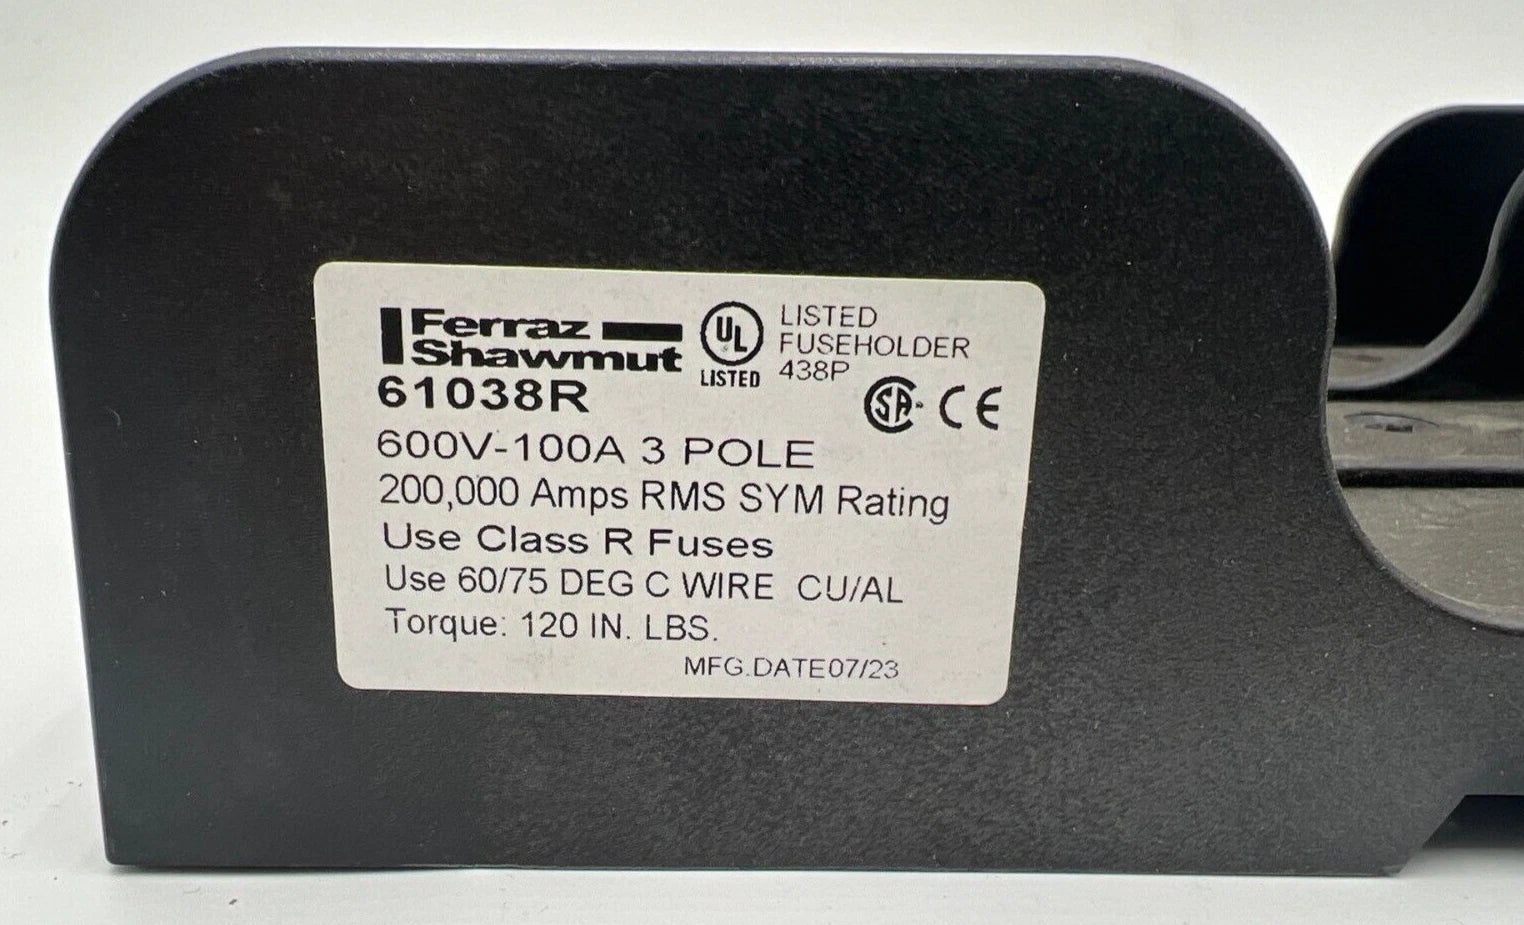 Ferraz
Shawmut
61038R
UL
LISTED
LISTED
FUSEHOLDER
438P
SA
CE
600V-100A 3 POLE
200,000 Amps RMS SYM Rating
Use Class R Fuses
Use 60/75 DEG C WIRE CU/AL
Torque: 120 IN. LBS.
MFG.DATE07/23